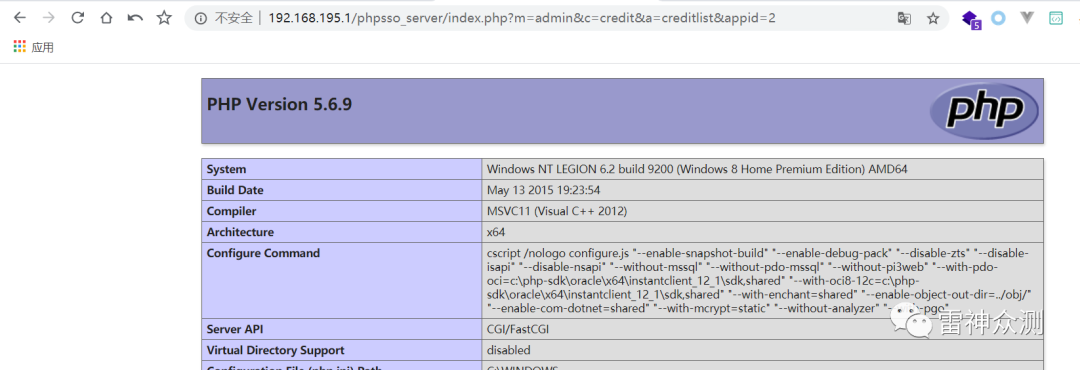 不安全 | 192.168.195.1/phpsso_server/index.php?m=admin&c=credit&a=creditlist&appid=2
5
应用
PHP Version 5.6.9
php
System Windows NT LEGION 6.2 build 9200 (Windows 8 Home Premium Edition) AMD64
Build Date May 13 2015 19:23:54
Compiler MSVC11 (Visual C++ 2012)
Architecture x64
Configure Command cscript /nologo configure.js "--enable-snapshot-build" "--enable-debug-pack" "--disable-zts" "--disable-
isapi" "--disable-nsapi" "--without-mssql" "--without-pdo-mssql" "--without-pi3web" "--with-pdo-
oci=c:\php-sdk\oracle\x64\instantclient_12_1\sdk,shared" "--with-oci8-12c=c:\php-
sdk\oracle\x64\instantclient_12_1\sdk,shared" "--with-enchant=shared" "--enable-object-out-dir=../obj/"
"--enable-com-dotnet=shared" "--with-mcrypt=static" "--without-analyzer" pgo"
雷神众测
Server API CGI/FastCGI
Virtual Directory Support disabled
Configuration File (php.ini) Path C:\WINDOWS